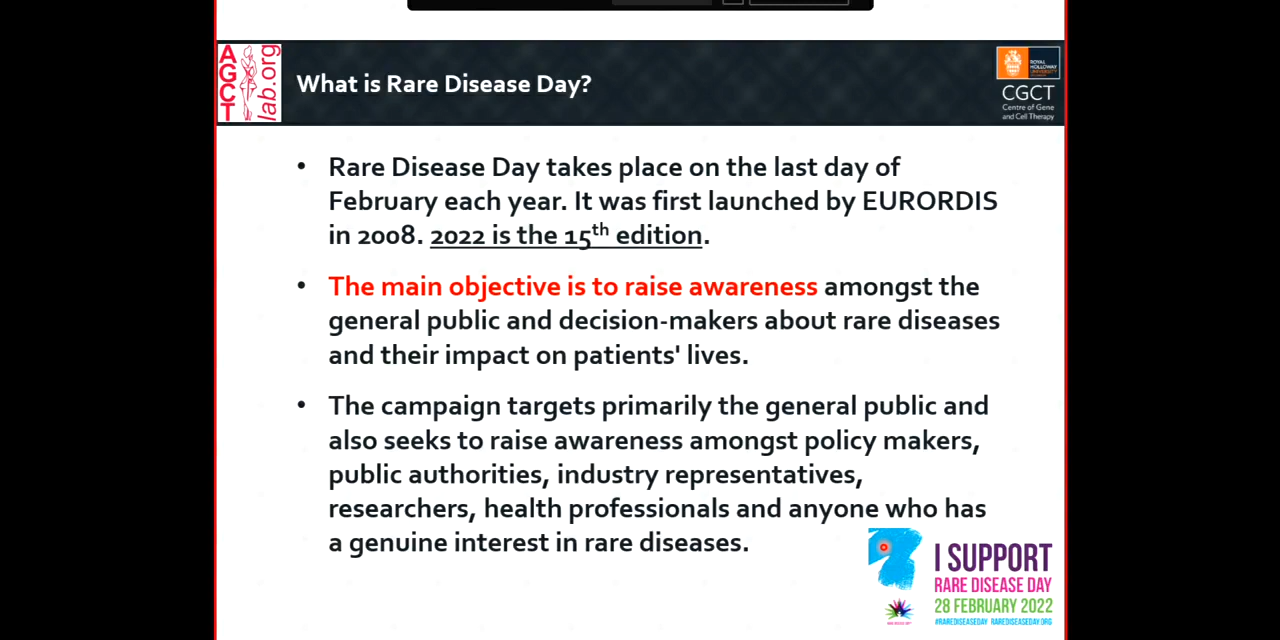 AGCT
lab.org
What is Rare Disease Day?
ROYAL
HOLLOWAY
UNIVERSITY
CGCT
Centre of Gene
and Cell Therapy
• Rare Disease Day takes place on the last day of
February each year. It was first launched by EURORDIS
in 2008. 2022 is the 15th edition.
• The main objective is to raise awareness amongst the
general public and decision-makers about rare diseases
and their impact on patients' lives.
• The campaign targets primarily the general public and
also seeks to raise awareness amongst policy makers,
public authorities, industry representatives,
researchers, health professionals and anyone who has
a genuine interest in rare diseases.
I SUPPORT
RARE DISEASE DAY
28 FEBRUARY 2022
#RAREDISEASEDAY RAREDISEASEDAY.ORG